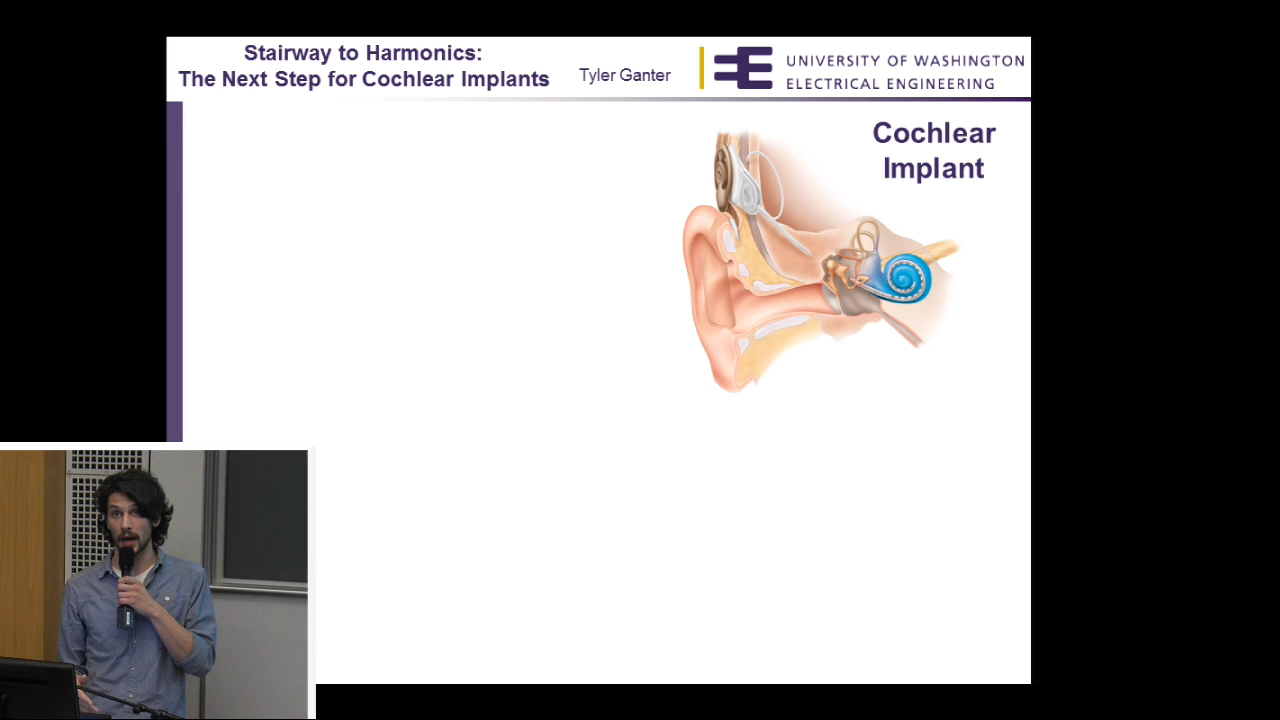 Stairway to Harmonics:
The Next Step for Cochlear Implants
Tyler Ganter
UNIVERSITY OF WASHINGTON
ELECTRICAL ENGINEERING
Cochlear
Implant